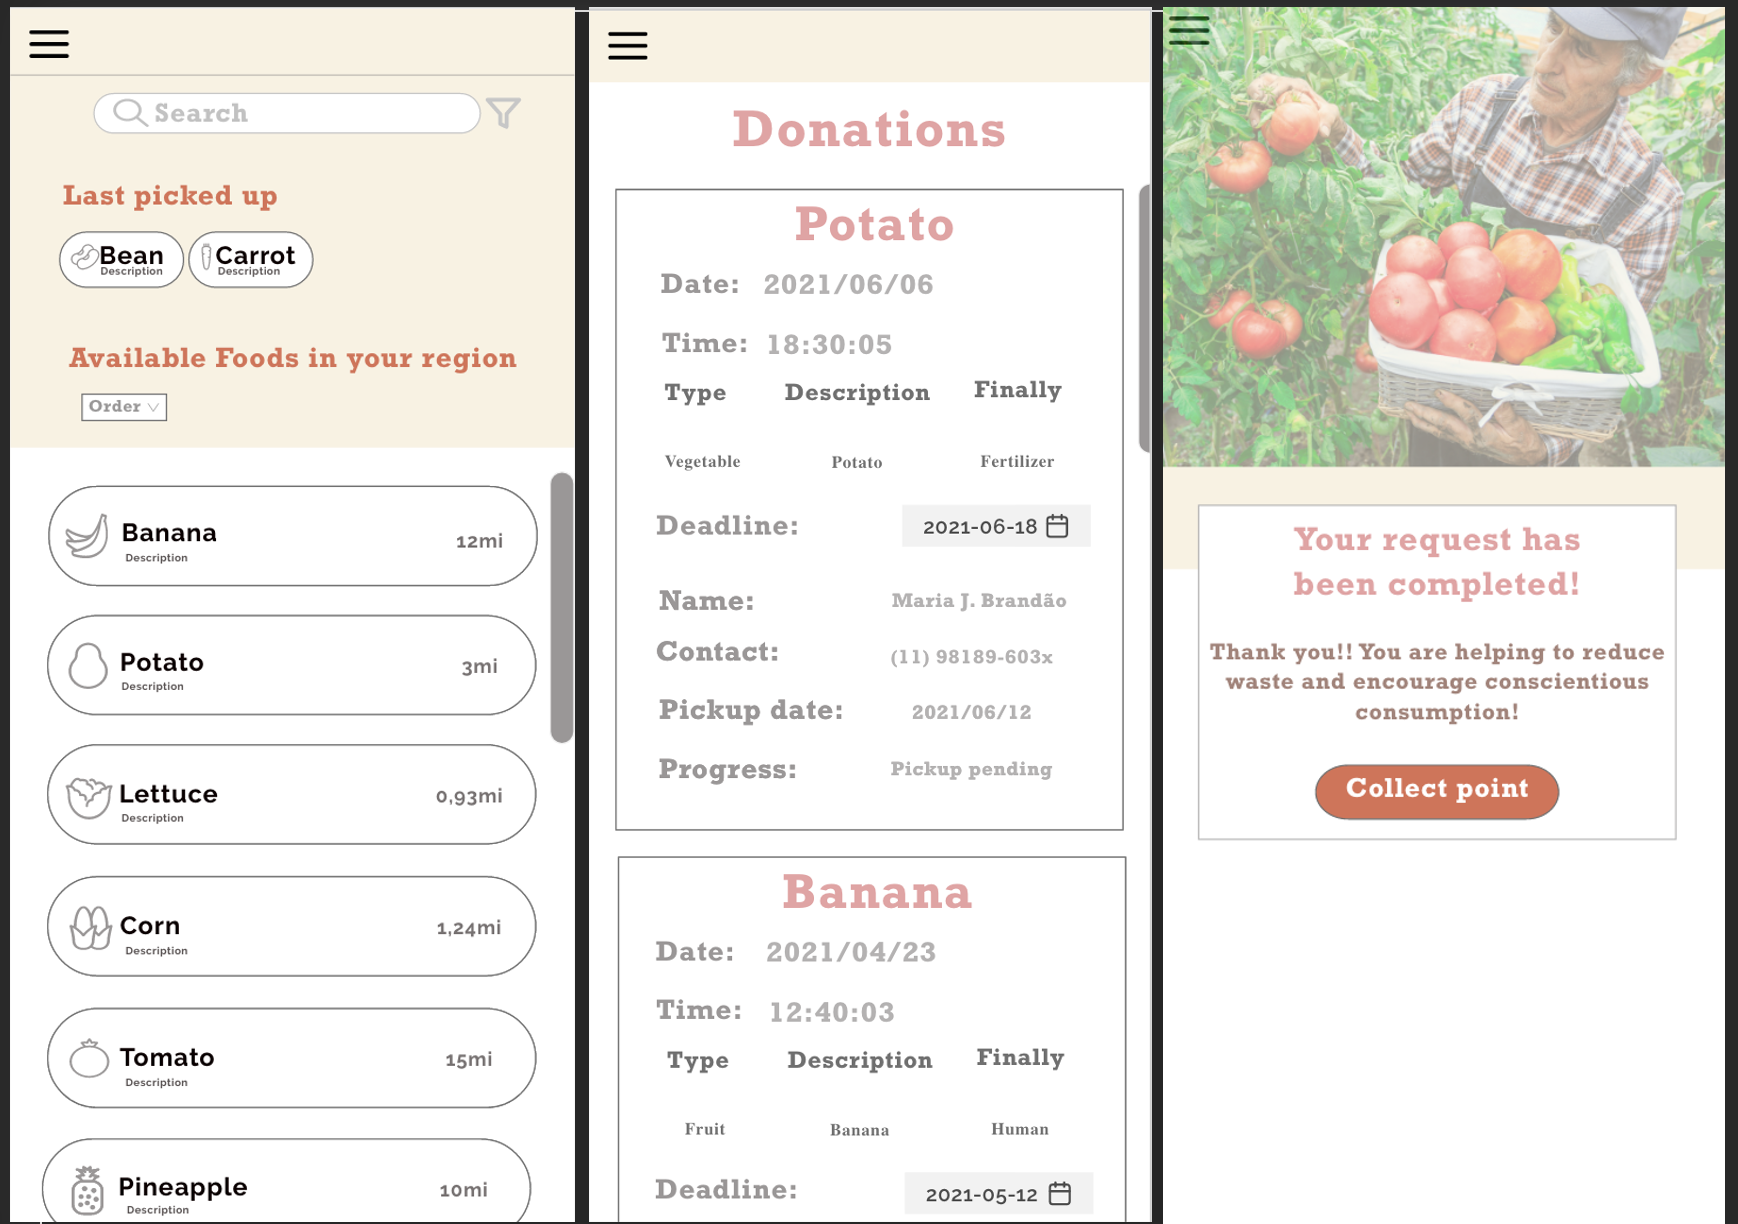 Search
Last picked up
Bean
Description
Carrot
Description
Available Foods in your region
Order
Banana
Description
12mi
Potato
Description
3mi
Lettuce
Description
0,93mi
Corn
Description
1,24mi
Tomato
Description
15mi
Pineapple
Description
10mi
Donations
Potato
Date: 2021/06/06
Time: 18:30:05
Type Description Finally
Vegetable Potato Fertilizer
Deadline: 2021-06-18
Name: Maria J. Brandão
Contact: (11) 98189-603x
Pickup date: 2021/06/12
Progress: Pickup pending
Banana
Date: 2021/04/23
Time: 12:40:03
Type Description Finally
Fruit Banana Human
Deadline: 2021-05-12
Your request has
been completed!
Thank you!! You are helping to reduce
waste and encourage conscientious
consumption!
Collect point